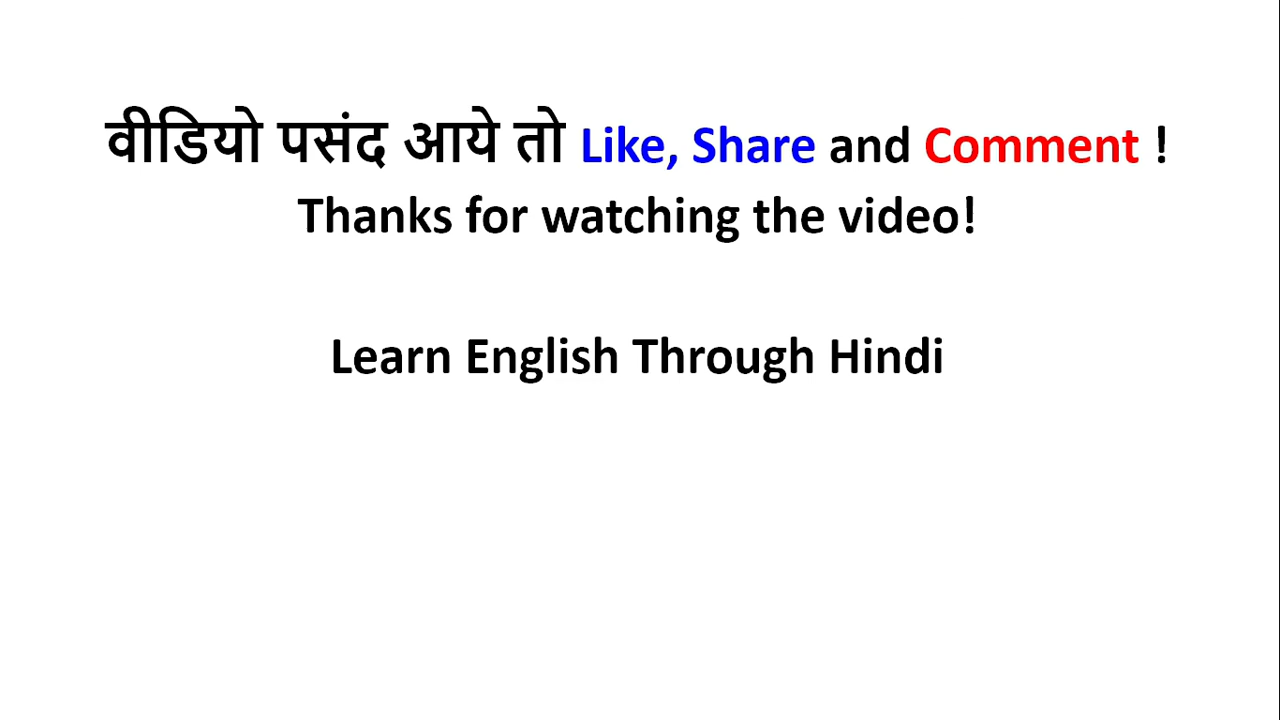 वीडियो पसंद आये तो Like, Share and Comment !
Thanks for watching the video!
Learn English Through Hindi